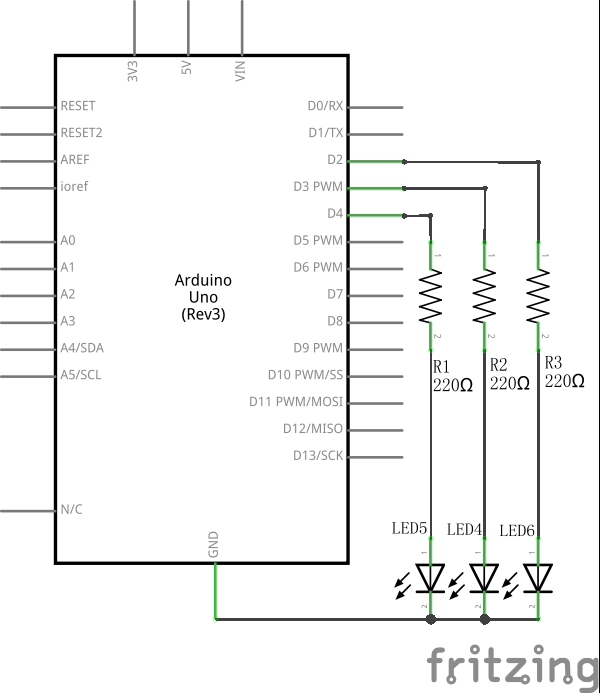 3V3
5V
VIN
RESET
D0/RX
RESET2
D1/TX
AREF
D2
ioref
D3 PWM
D4
A0
D5 PWM
A1
D6 PWM
A2
D7
A3
D8
A4/SDA
D9 PWM
A5/SCL
D10 PWM/SS
D11 PWM/MOSI
D12/MISO
D13/SCK
Arduino
Uno
(Rev3)
N/C
GND
1
1
1
2
2
2
R1
220Ω
R2
220Ω
R3
220Ω
LED5
LED4
LED6
1
1
1
2
2
2
fritzing